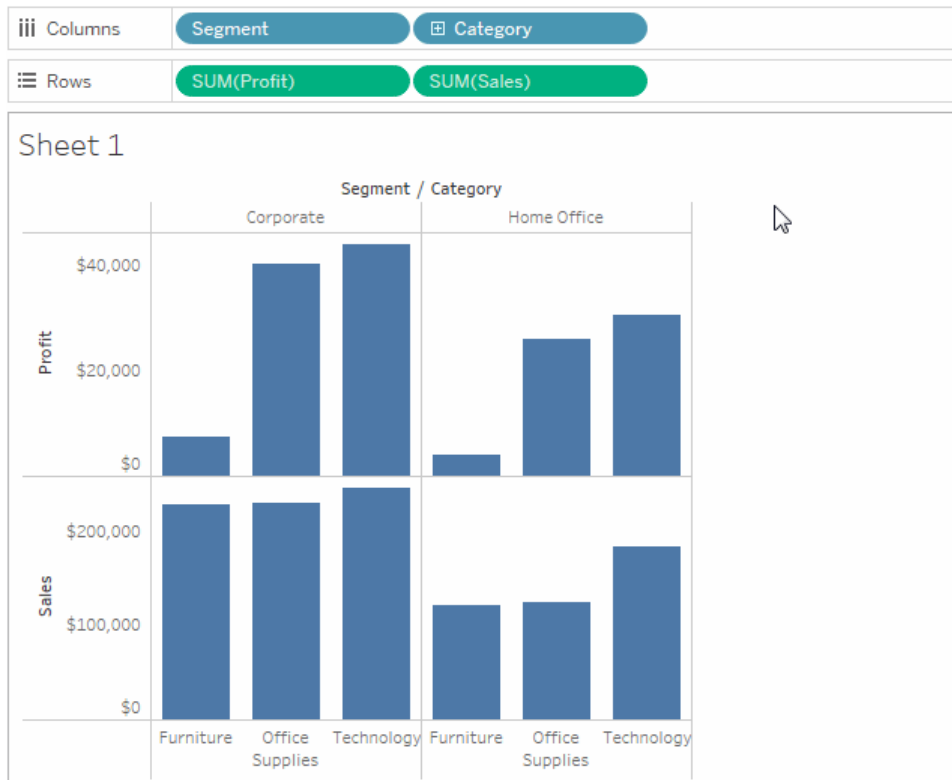 Columns Segment Category
Rows SUM(Profit) SUM(Sales)
Sheet 1
Segment / Category
Corporate Home Office
$40,000
Profit
$20,000
$0
$200,000
Sales
$100,000
$0
Furniture Office Technology Furniture Office Technology
Supplies Supplies